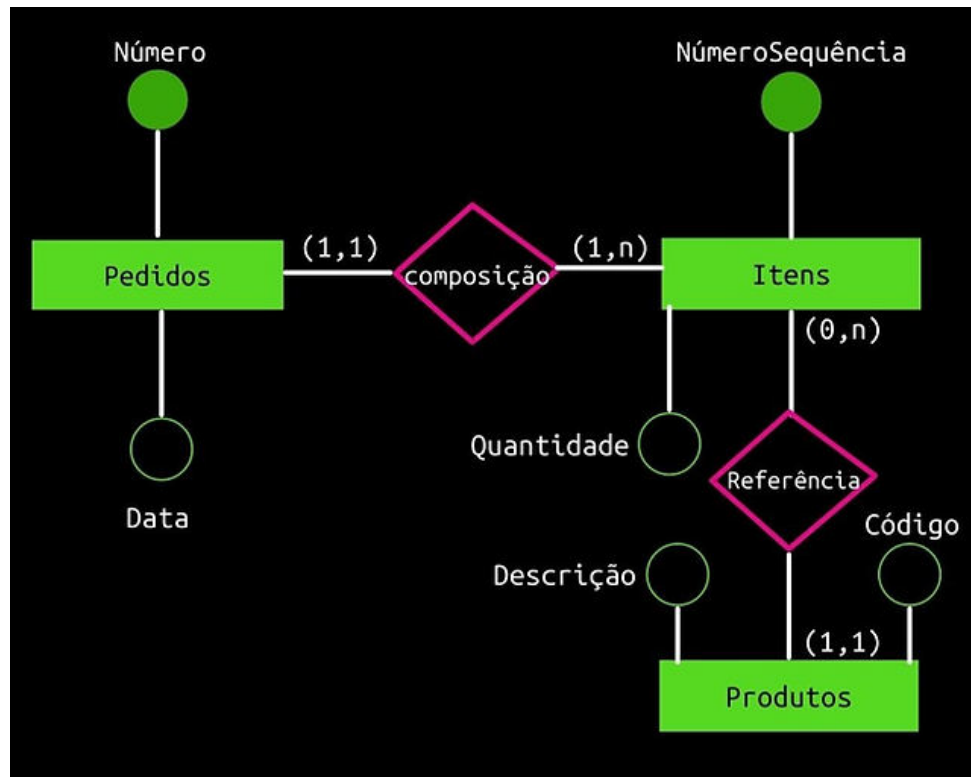 Número
NúmeroSequência
(1,1)
(1,n)
Pedidos
composição
Itens
(0,n)
Quantidade
Referência
Data
Código
Descrição
(1,1)
Produtos